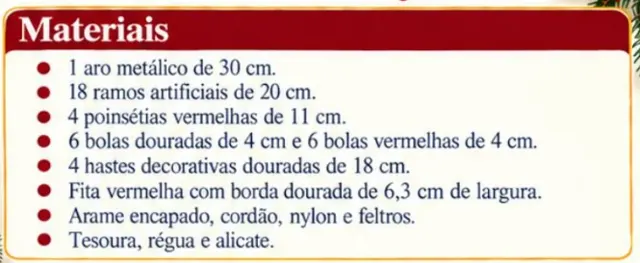 Materiais
● 1 aro metálico de 30 cm.
● 18 ramos artificiais de 20 cm.
● 4 poinsétias vermelhas de 11 cm.
● 6 bolas douradas de 4 cm e 6 bolas vermelhas de 4 cm.
● 4 hastes decorativas douradas de 18 cm.
● Fita vermelha com borda dourada de 6,3 cm de largura.
● Arame encapado, cordão, nylon e feltros.
● Tesoura, régua e alicate.